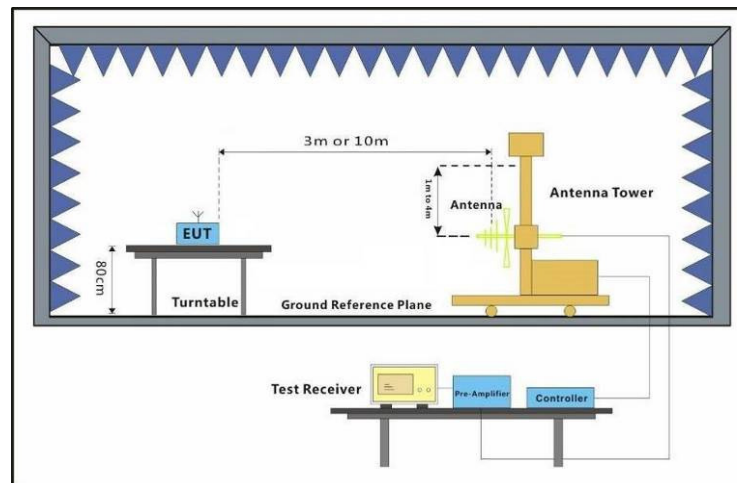 3m or 10m
1m to 4m
Antenna
Antenna Tower
EUT
80cm
Turntable
Ground Reference Plane
Test Receiver
Pre-Amplifier
Controller